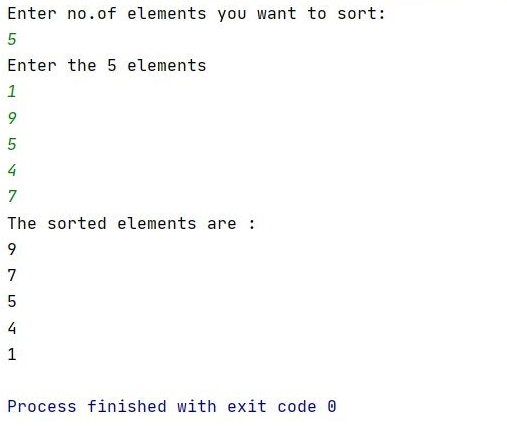 Enter no.of elements you want to sort:
5
Enter the 5 elements
1
9
5
4
7
The sorted elements are :
9
7
5
4
1
Process finished with exit code 0